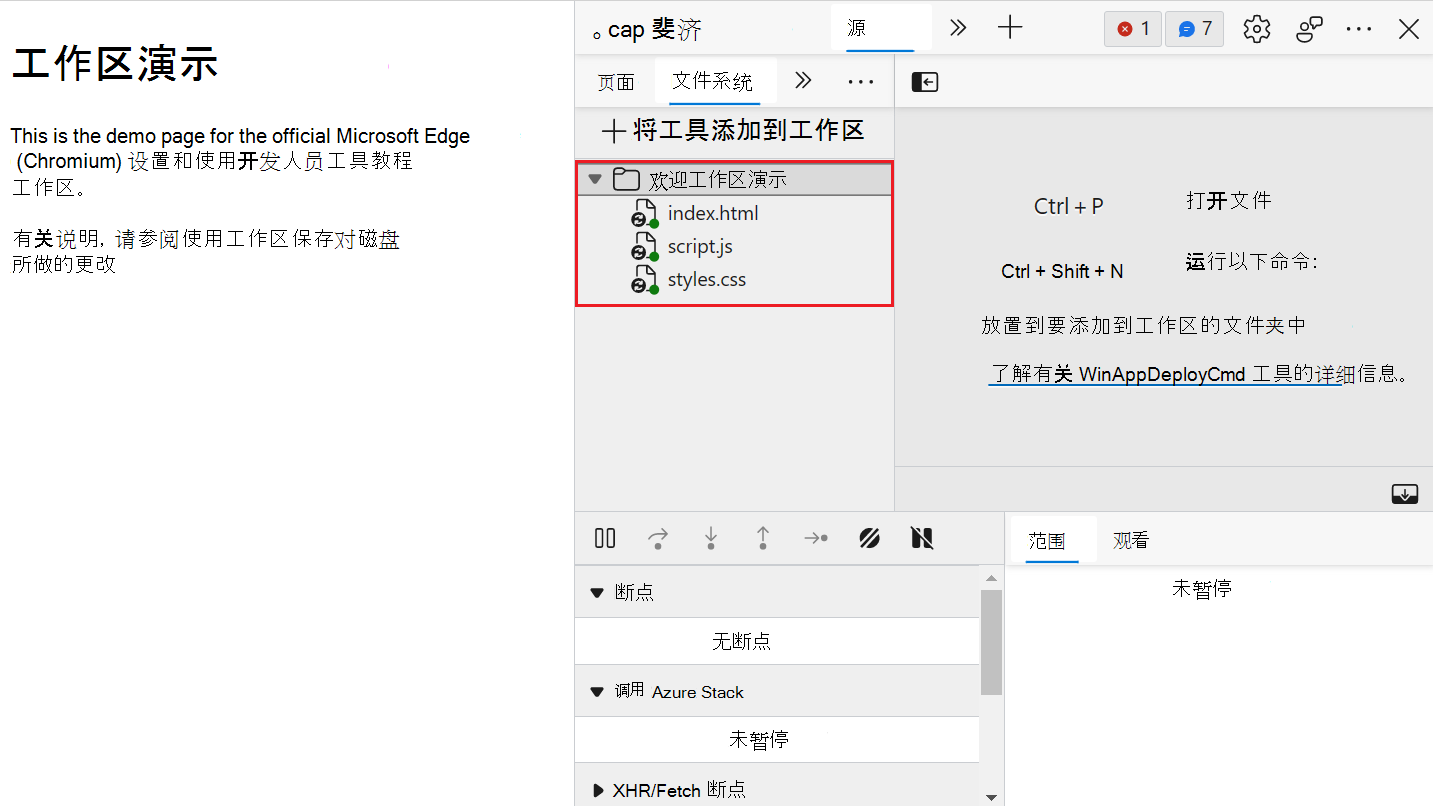 工作区演示
This is the demo page for the official Microsoft Edge
(Chromium) 设置和使用开发人员工具教程
工作区。
有关说明, 请参阅使用工作区保存对磁盘
所做的更改
。cap 斐济
源
1
7
页面
文件系统
将工具添加到工作区
欢迎工作区演示
index.html
script.js
styles.css
Ctrl + P 打开文件
Ctrl + Shift + N 运行以下命令:
放置到要添加到工作区的文件夹中
了解有关 WinAppDeployCmd 工具的详细信息。
断点
无断点
调用 Azure Stack
未暂停
XHR/Fetch 断点
范围
观看
未暂停